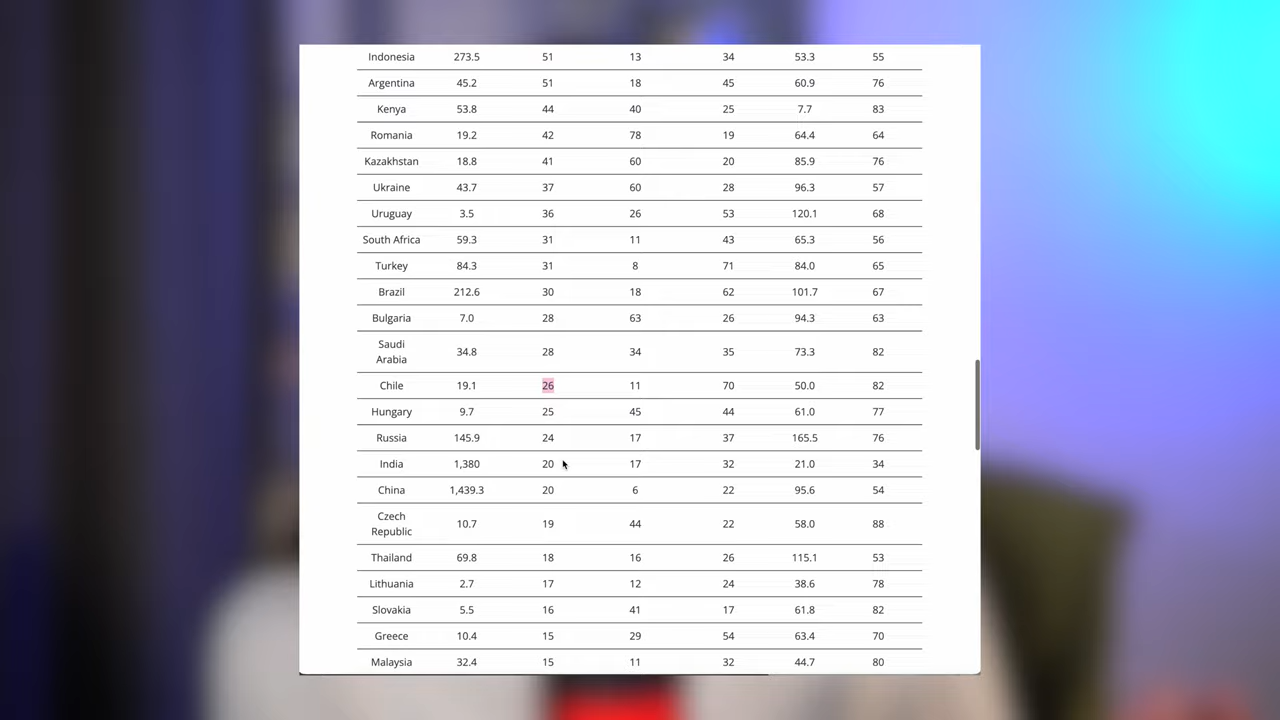 Indonesia 273.5 51 13 34 53.3 55
Argentina 45.2 51 18 45 60.9 76
Kenya 53.8 44 40 25 7.7 83
Romania 19.2 42 78 19 64.4 64
Kazakhstan 18.8 41 60 20 85.9 76
Ukraine 43.7 37 60 28 96.3 57
Uruguay 3.5 36 26 53 120.1 68
South Africa 59.3 31 11 43 65.3 56
Turkey 84.3 31 8 71 84.0 65
Brazil 212.6 30 18 62 101.7 67
Bulgaria 7.0 28 63 26 94.3 63
Saudi
Arabia 34.8 28 34 35 73.3 82
Chile 19.1 26 11 70 50.0 82
Hungary 9.7 25 45 44 61.0 77
Russia 145.9 24 17 37 165.5 76
India 1,380 20 17 32 21.0 34
China 1,439.3 20 6 22 95.6 54
Czech
Republic 10.7 19 44 22 58.0 88
Thailand 69.8 18 16 26 115.1 53
Lithuania 2.7 17 12 24 38.6 78
Slovakia 5.5 16 41 17 61.8 82
Greece 10.4 15 29 54 63.4 70
Malaysia 32.4 15 11 32 44.7 80